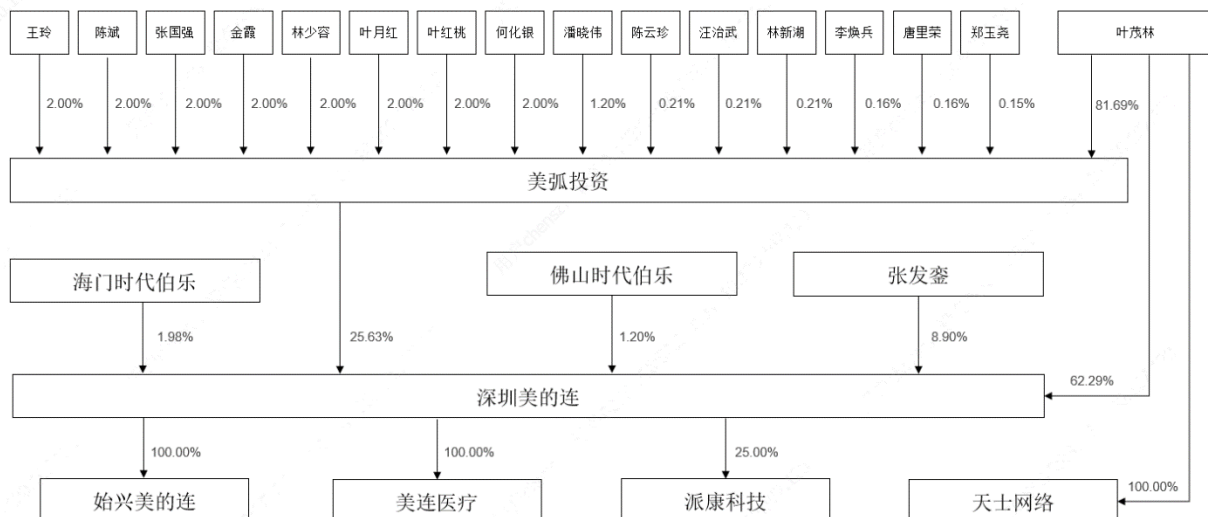 王玲 陈斌 张国强 金霞 林少容 叶月红 叶红桃 何化银 潘晓伟 陈云珍 汪治武 林新湖 李焕兵 唐里荣 郑玉尧 叶茂林
2.00% 2.00% 2.00% 2.00% 2.00% 2.00% 2.00% 2.00% 1.20% 0.21% 0.21% 0.21% 0.16% 0.16% 0.15% 81.69%
美弧投资
海门时代伯乐 佛山时代伯乐 张发銮
1.98% 25.63% 1.20% 8.90%
深圳美的连 62.29%
100.00% 100.00% 25.00%
始兴美的连 美连医疗 派康科技 天士网络 100.00%